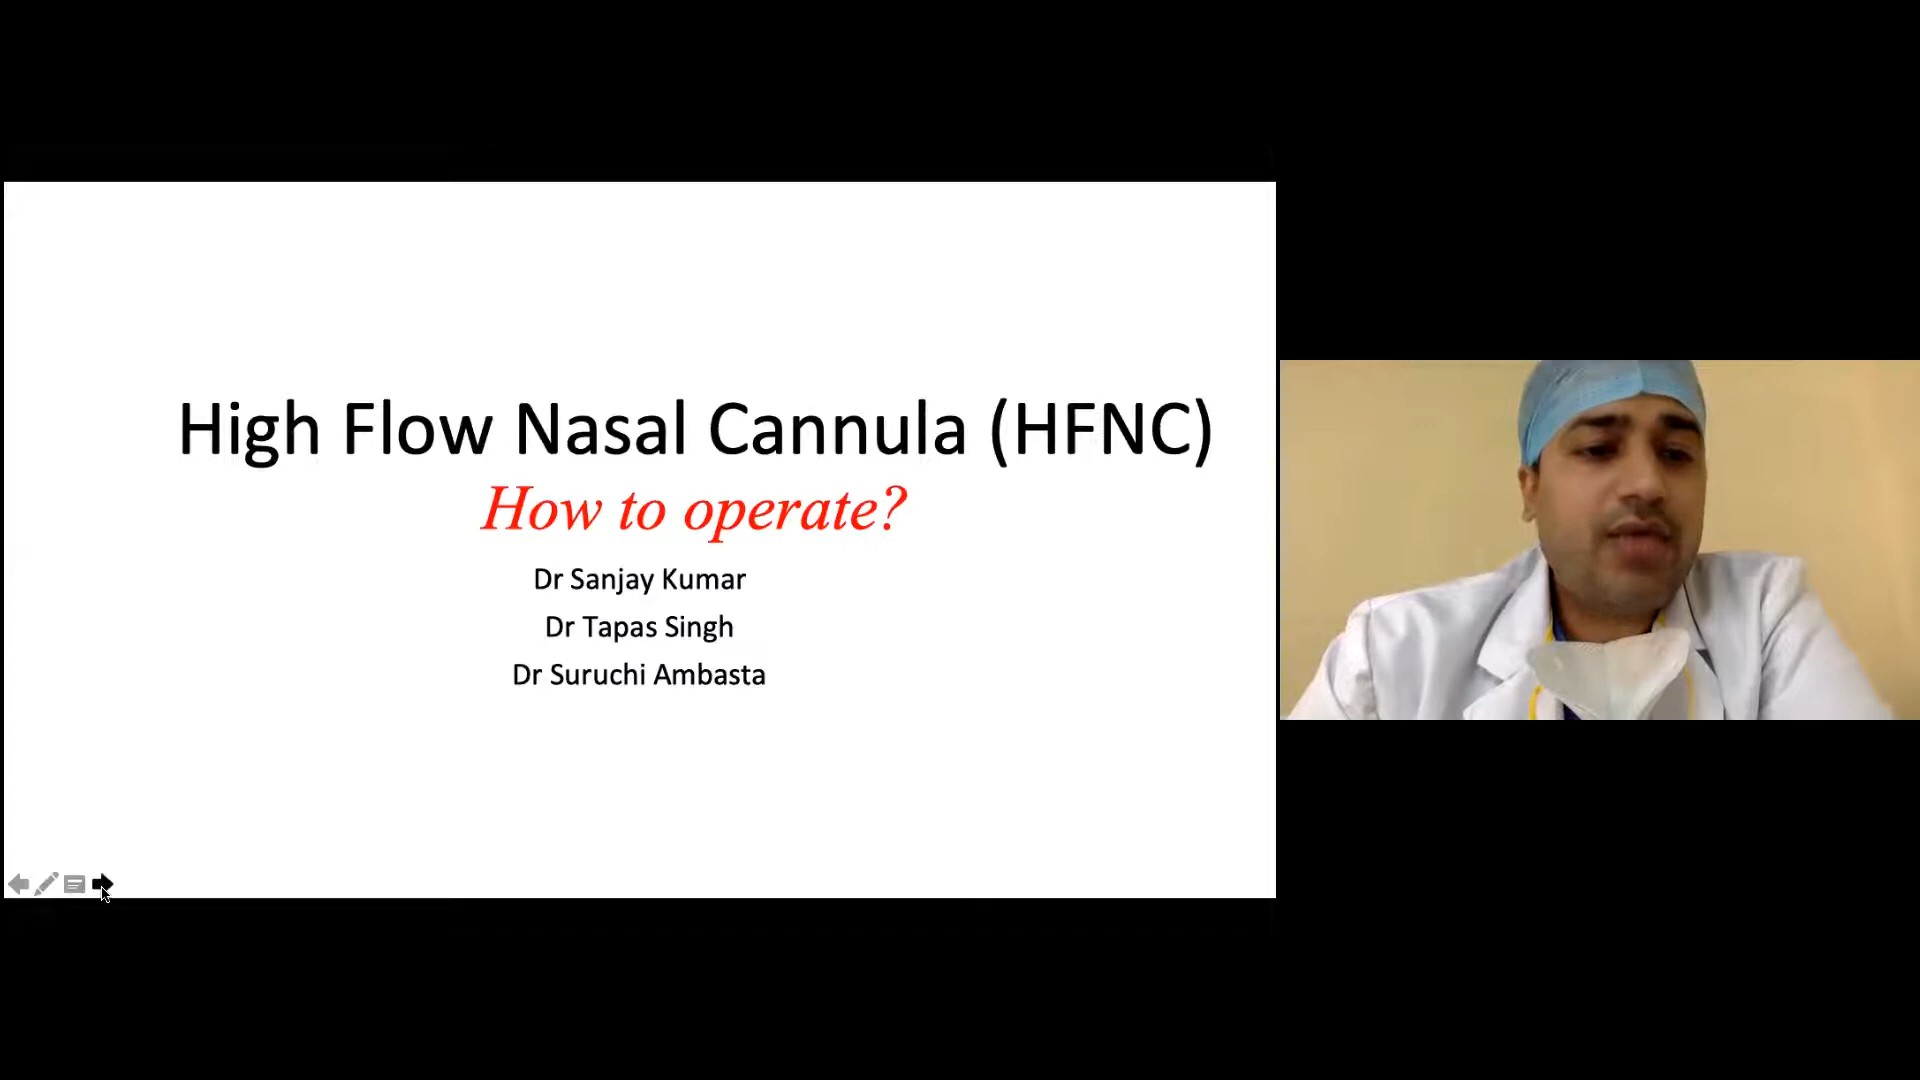 High Flow Nasal Cannula (HFNC)
How to operate?
Dr Sanjay Kumar
Dr Tapas Singh
Dr Suruchi Ambasta